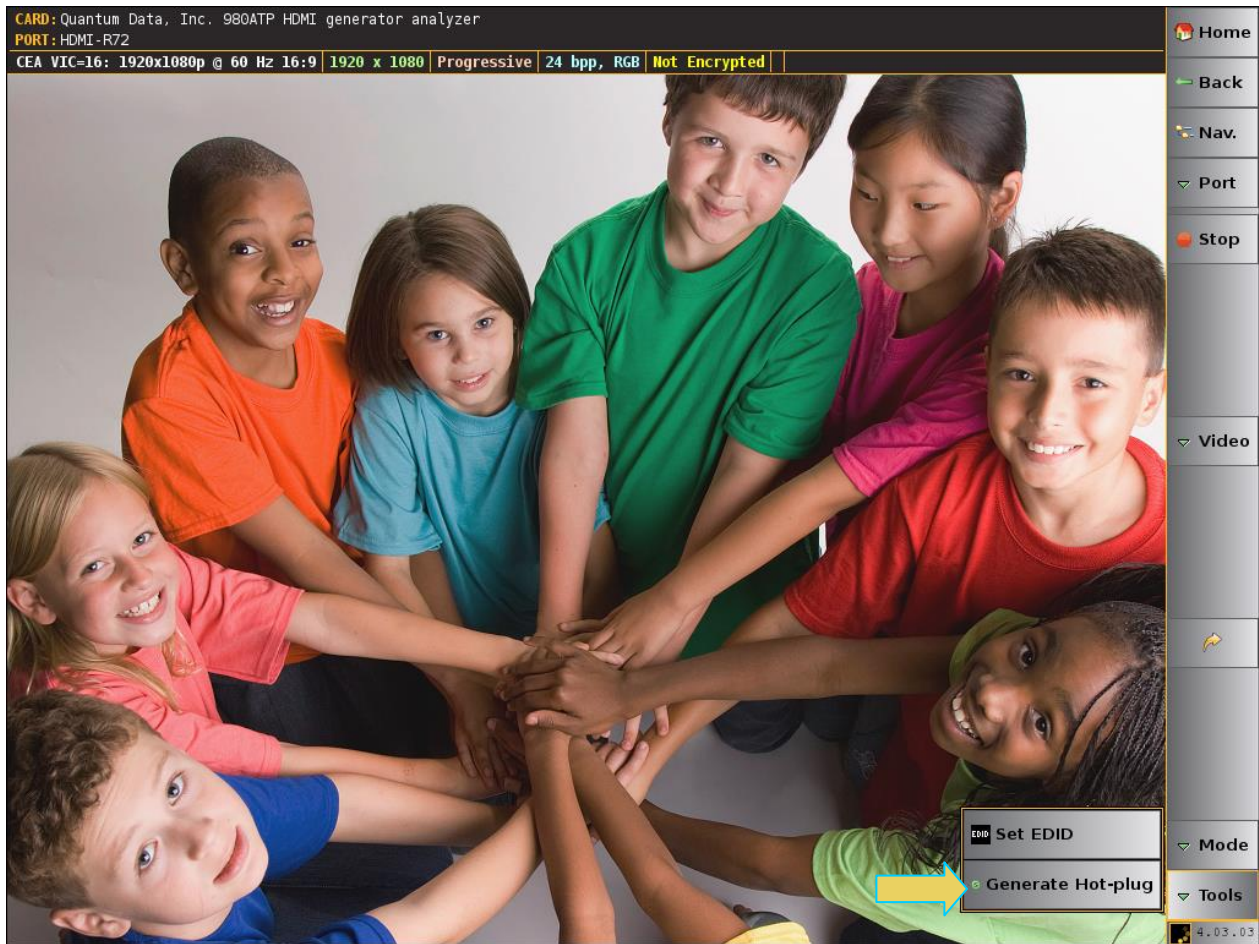 CARD: Quantum Data, Inc. 980ATP HDMI generator analyzer
PORT: HDMI-R72
CEA VIC=16: 1920x1080p @ 60 Hz 16:9 1920 x 1080 Progressive 24 bpp, RGB Not Encrypted
Home
Back
Nav.
Port
Stop
Video
EDID Set EDID
Generate Hot-plug
Mode
Tools
4.03.03